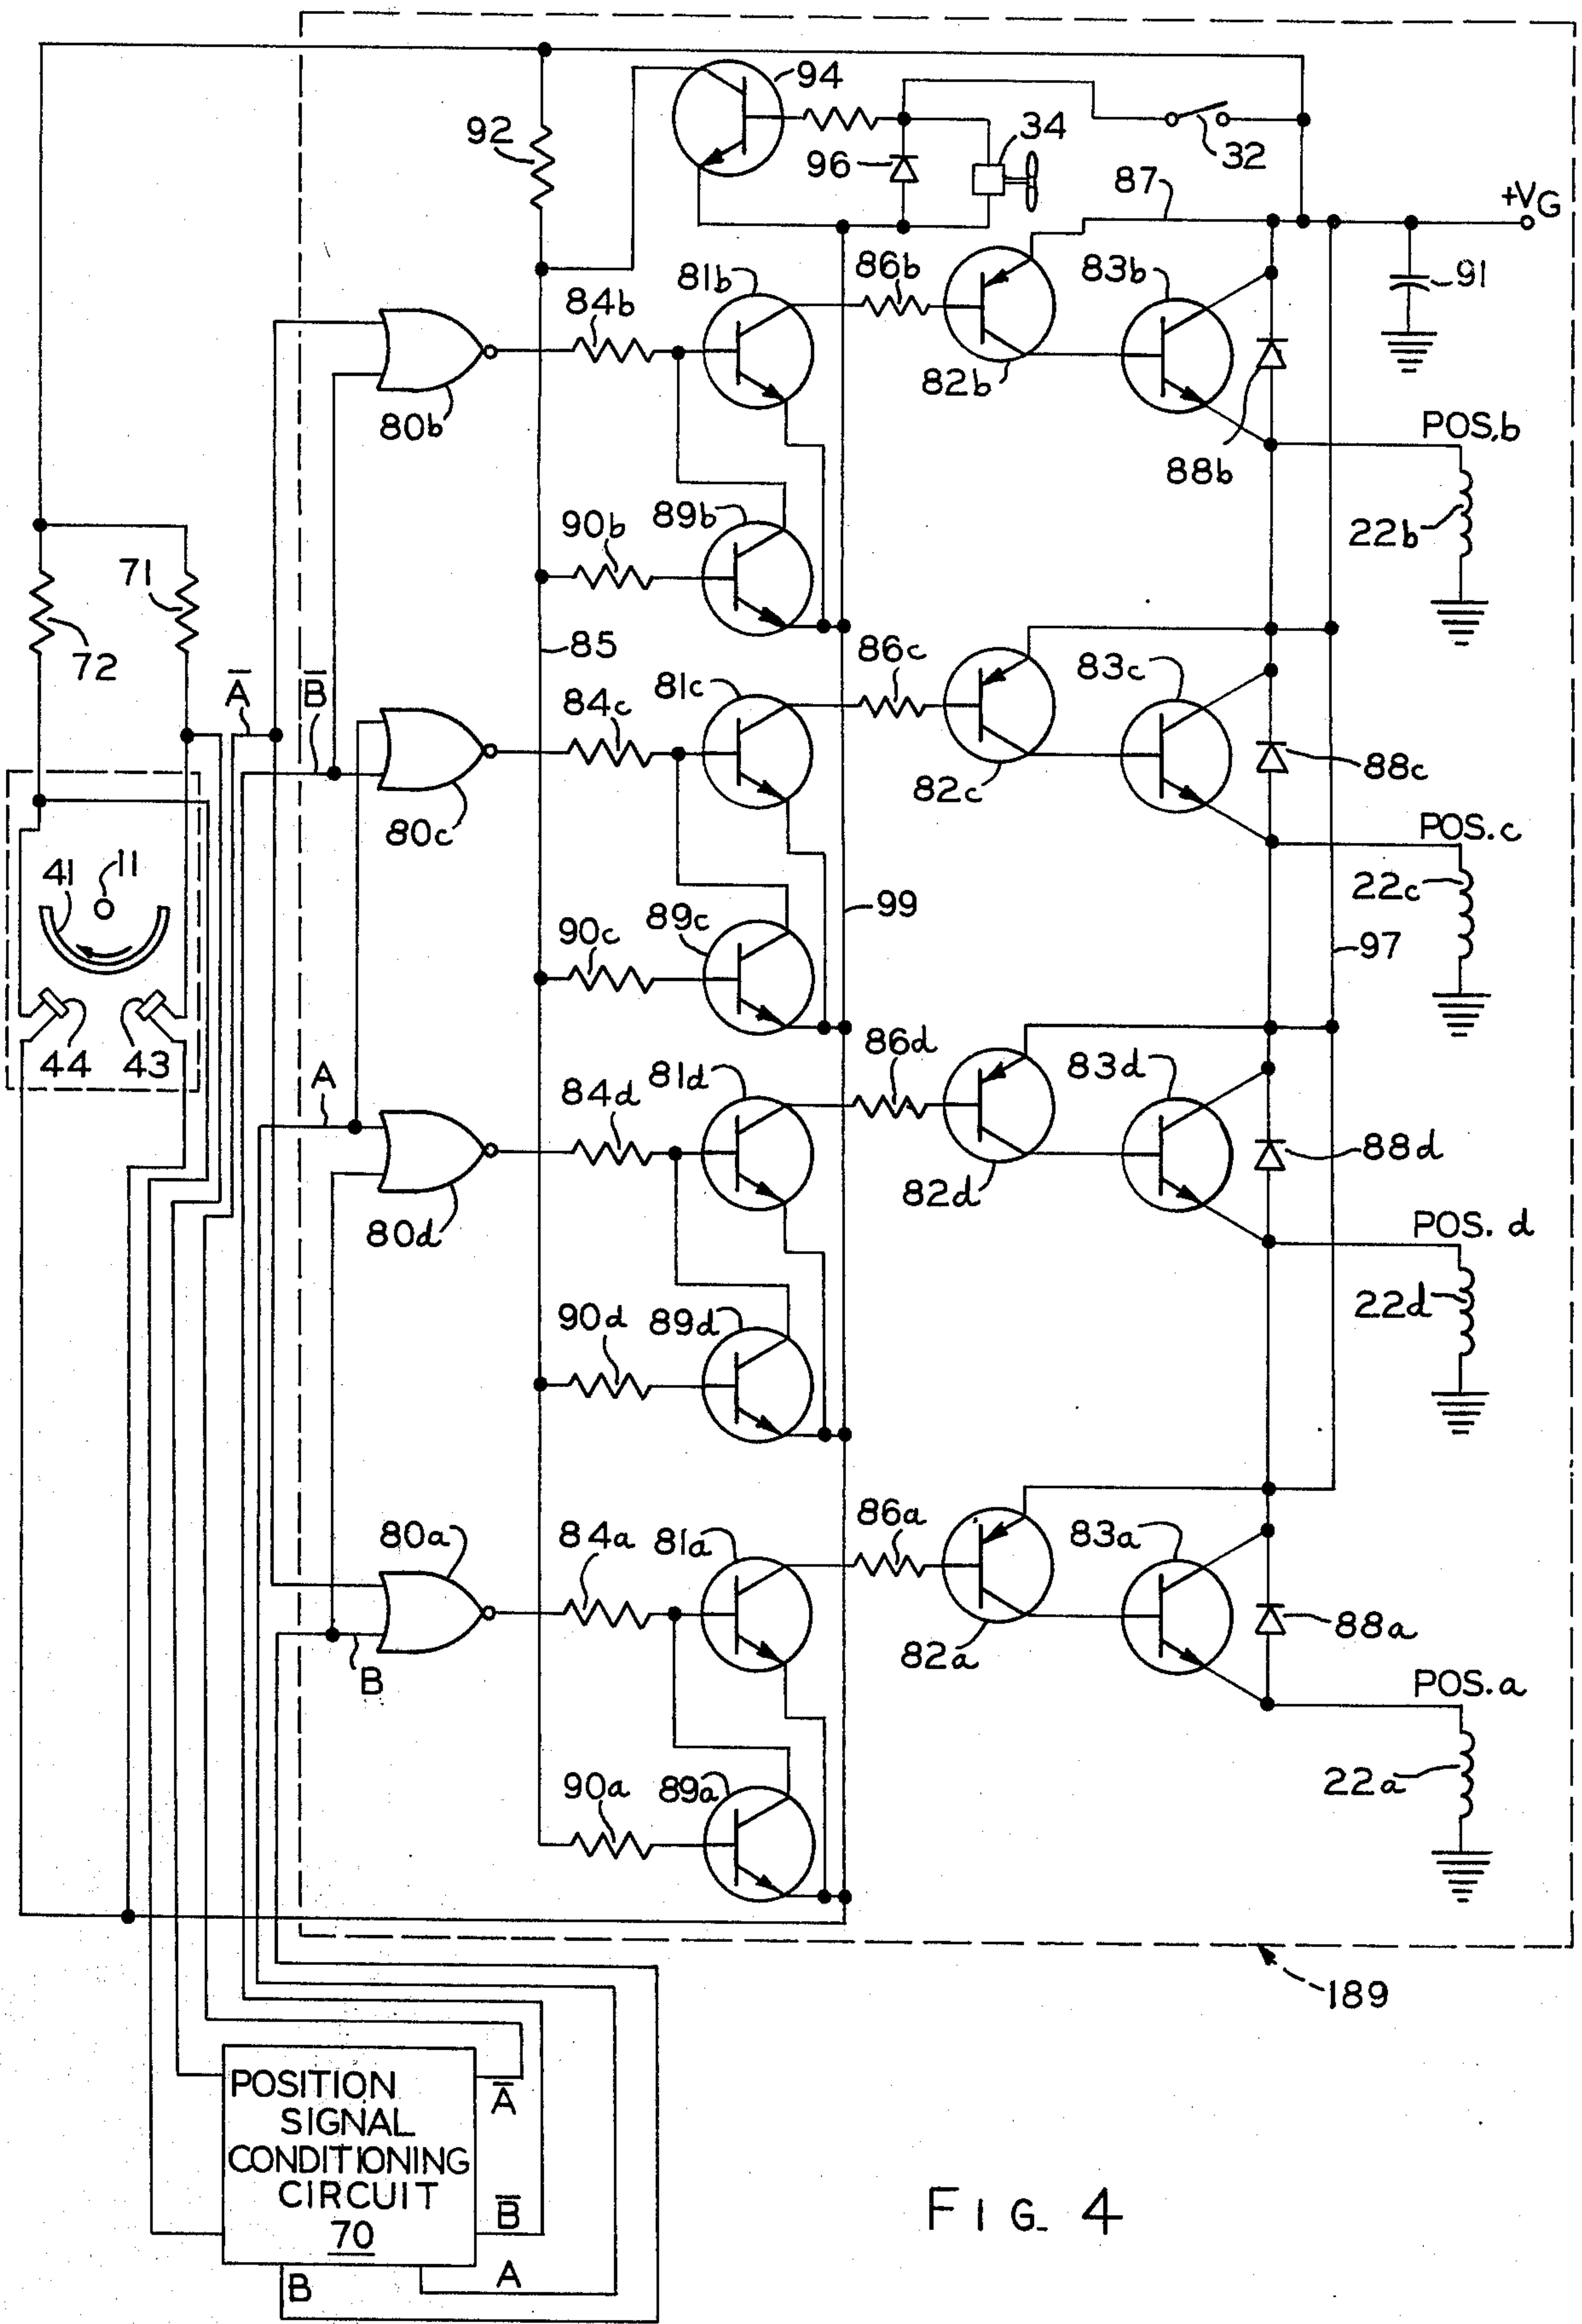 94
92
34
96
32
87
+VG
81b
86b
83b
91
84b
80b
82b
88b
POS.b
22b
90b
89b
71
72
85
Ā
B̄
84c
81c
86c
83c
80c
82c
88c
POS.c
22c
11
41
90c
89c
99
97
44
43
A
84d
81d
86d
83d
80d
82d
88d
POS. d
22d
90d
89d
80a
84a
81a
86a
83a
B
82a
88a
POS.a
22a
90a
89a
189
POSITION
SIGNAL
CONDITIONING
CIRCUIT
70
Ā
B̄
A
B
FIG. 4